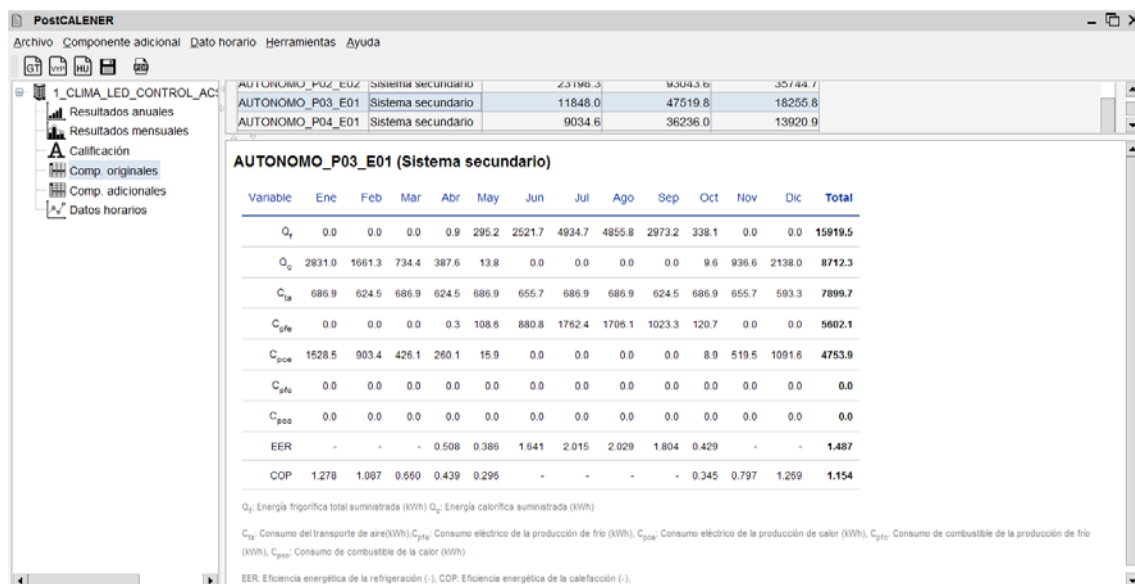 PostCALENER
Archivo Componente adicional Dato horario Herramientas Ayuda
GT VYP HU
1_CLIMA_LED_CONTROL_ACS
Resultados anuales
Resultados mensuales
A Calificación
Comp. originales
Comp. adicionales
Datos horarios
AUTONOMO_P02_E02 Sistema secundario 23198.3 93043.6 35744.7
AUTONOMO_P03_E01 Sistema secundario 11848.0 47519.8 18255.8
AUTONOMO_P04_E01 Sistema secundario 9034.6 36236.0 13920.9
AUTONOMO_P03_E01 (Sistema secundario)
Variable Ene Feb Mar Abr May Jun Jul Ago Sep Oct Nov Dic Total
Qf 0.0 0.0 0.0 0.9 295.2 2521.7 4934.7 4855.8 2973.2 338.1 0.0 0.0 15919.5
Qc 2831.0 1661.3 734.4 387.6 13.8 0.0 0.0 0.0 0.0 9.6 936.6 2138.0 8712.3
Cta 686.9 624.5 686.9 624.5 686.9 655.7 686.9 686.9 624.5 686.9 655.7 593.3 7899.7
Cpfe 0.0 0.0 0.0 0.3 108.6 880.8 1762.4 1706.1 1023.3 120.7 0.0 0.0 5602.1
Cpce 1528.5 903.4 426.1 260.1 15.9 0.0 0.0 0.0 0.0 8.9 519.5 1091.6 4753.9
Cpfc 0.0 0.0 0.0 0.0 0.0 0.0 0.0 0.0 0.0 0.0 0.0 0.0 0.0
Cpcc 0.0 0.0 0.0 0.0 0.0 0.0 0.0 0.0 0.0 0.0 0.0 0.0 0.0
EER - - - 0.508 0.386 1.641 2.015 2.029 1.804 0.429 - - 1.487
COP 1.278 1.087 0.660 0.439 0.295 - - - - 0.345 0.797 1.269 1.154
Qf: Energía frigorífica total suministrada (kWh) Qc: Energía calorífica suministrada (kWh)
Cta: Consumo del transporte de aire(kWh),Cpfe: Consumo eléctrico de la producción de frío (kWh), Cpce: Consumo eléctrico de la producción de calor (kWh), Cpfc: Consumo de combustible de la producción de frío
(kWh), Cpcc: Consumo de combustible de la calor (kWh)
EER: Eficiencia energética de la refrigeración (-), COP: Eficiencia energética de la calefacción (-),